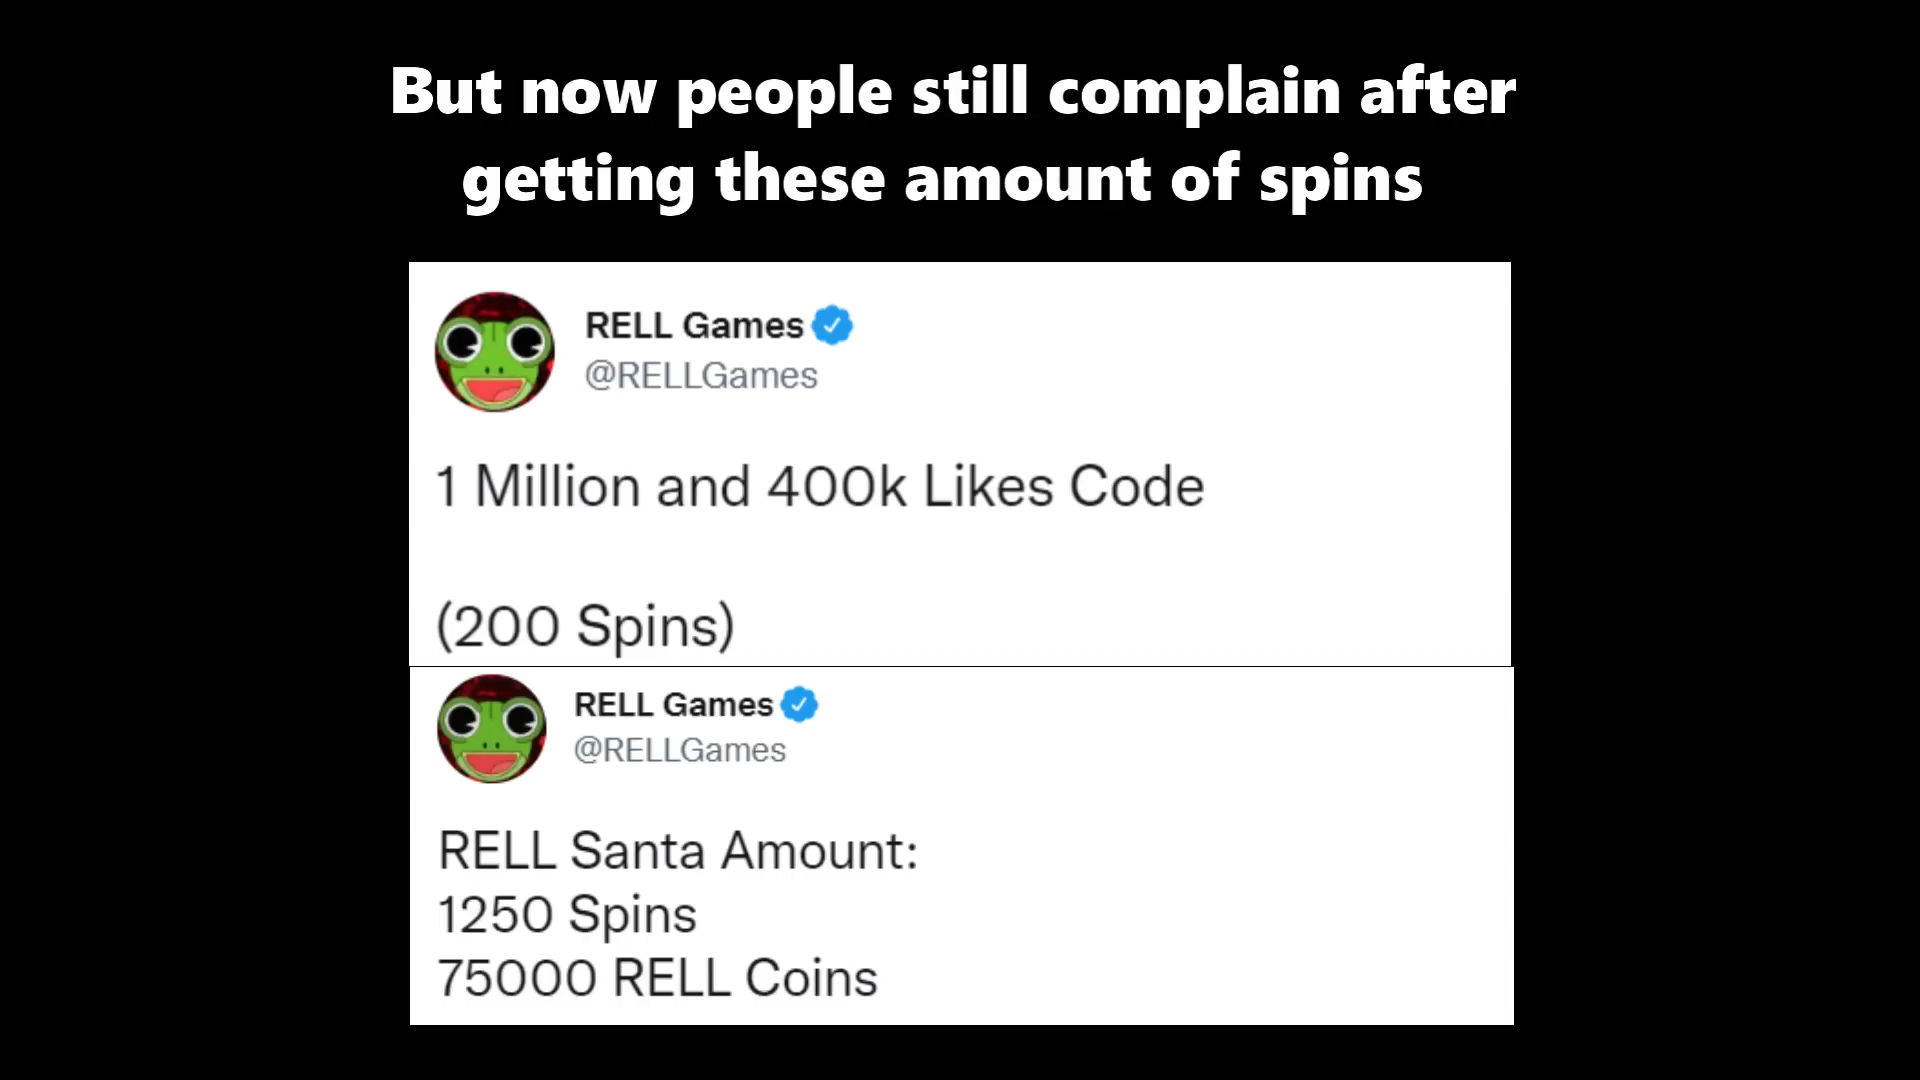 But now people still complain after
getting these amount of spins
RELL Games
@RELLGames
1 Million and 400k Likes Code
(200 Spins)
RELL Games
@RELLGames
RELL Santa Amount:
1250 Spins
75000 RELL Coins